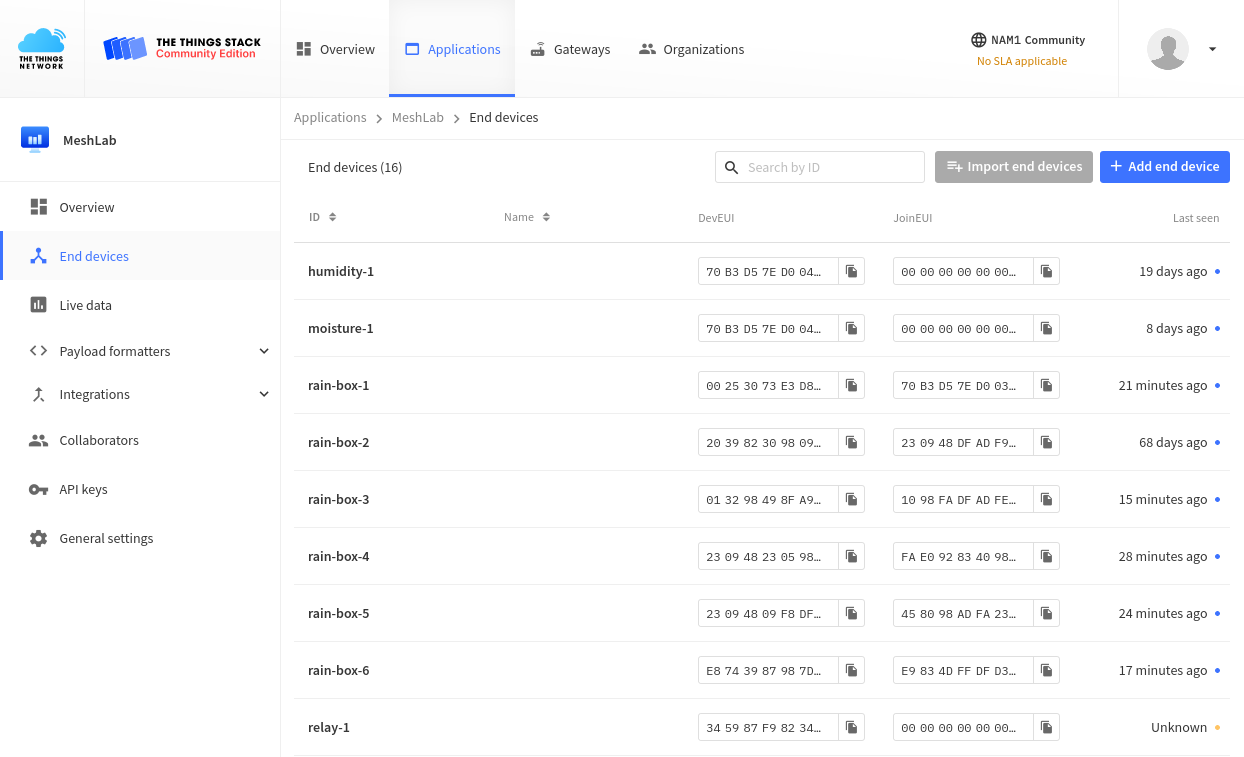 THE THINGS NETWORK
THE THINGS STACK
Community Edition
Overview
Applications
Gateways
Organizations
NAM1 Community
No SLA applicable
MeshLab
Overview
End devices
Live data
Payload formatters
Integrations
Collaborators
API keys
General settings
Applications > MeshLab > End devices
End devices (16)
Search by ID
Import end devices
+ Add end device
ID Name DevEUI JoinEUI Last seen
humidity-1 70 B3 D5 7E D0 04… 00 00 00 00 00 00… 19 days ago
moisture-1 70 B3 D5 7E D0 04… 00 00 00 00 00 00… 8 days ago
rain-box-1 00 25 30 73 E3 D8… 70 B3 D5 7E D0 03… 21 minutes ago
rain-box-2 20 39 82 30 98 09… 23 09 48 DF AD F9… 68 days ago
rain-box-3 01 32 98 49 8F A9… 10 98 FA DF AD FE… 15 minutes ago
rain-box-4 23 09 48 23 05 98… FA E0 92 83 40 98… 28 minutes ago
rain-box-5 23 09 48 09 F8 DF… 45 80 98 AD FA 23… 24 minutes ago
rain-box-6 E8 74 39 87 98 7D… E9 83 4D FF DF D3… 17 minutes ago
relay-1 34 59 87 F9 82 34… 00 00 00 00 00 00… Unknown